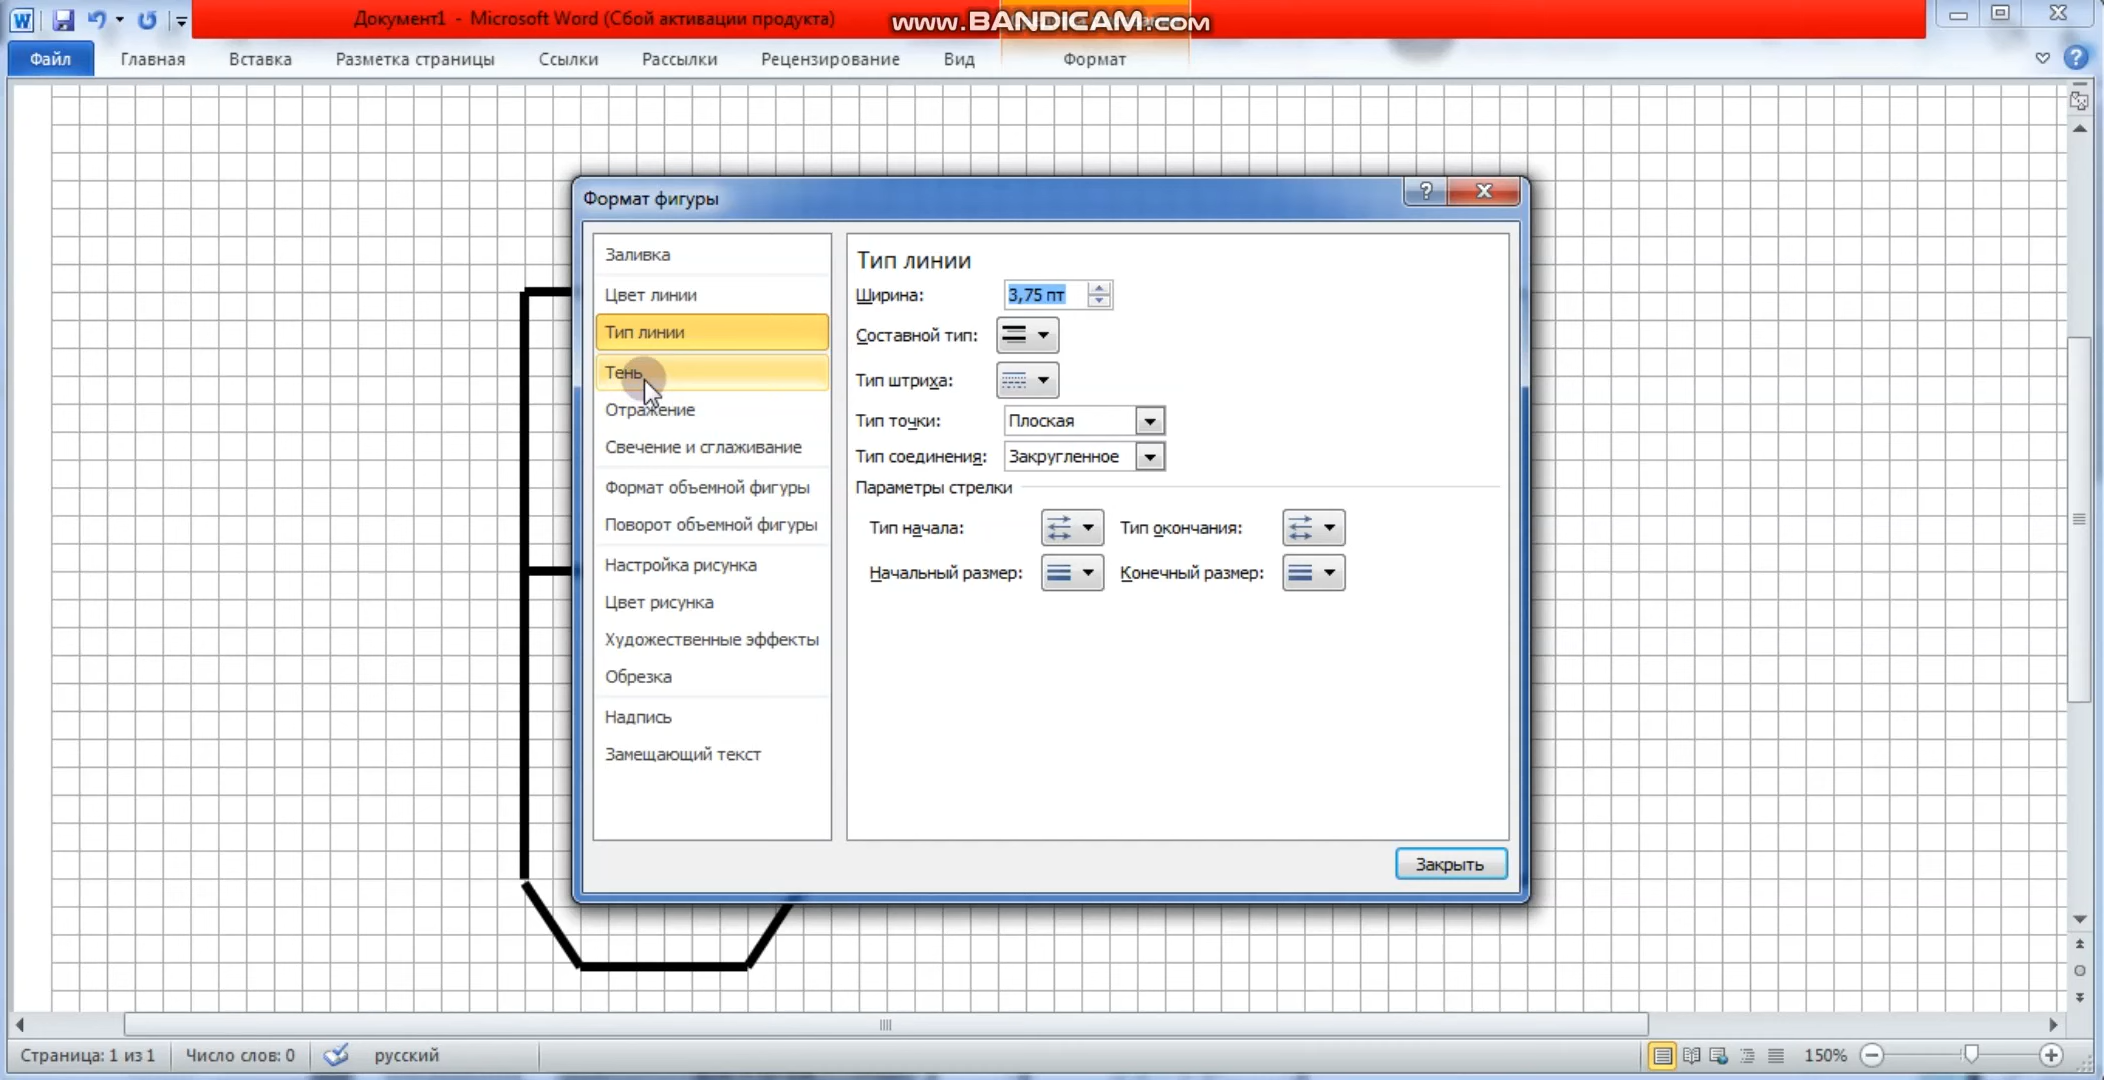 Документ1 - Microsoft Word (Сбой активации продукта)
www.BANDICAM.com
Файл Главная Вставка Разметка страницы Ссылки Рассылки Рецензирование Вид Формат
Формат фигуры
Заливка
Цвет линии
Тип линии
Тень
Отражение
Свечение и сглаживание
Формат объемной фигуры
Поворот объемной фигуры
Настройка рисунка
Цвет рисунка
Художественные эффекты
Обрезка
Надпись
Замещающий текст
Тип линии
Ширина: 3,75 пт
Составной тип:
Тип штриха:
Тип точки: Плоская
Тип соединения: Закругленное
Параметры стрелки
Тип начала: Тип окончания:
Начальный размер: Конечный размер:
Закрыть
Страница: 1 из 1 Число слов: 0 русский 150%